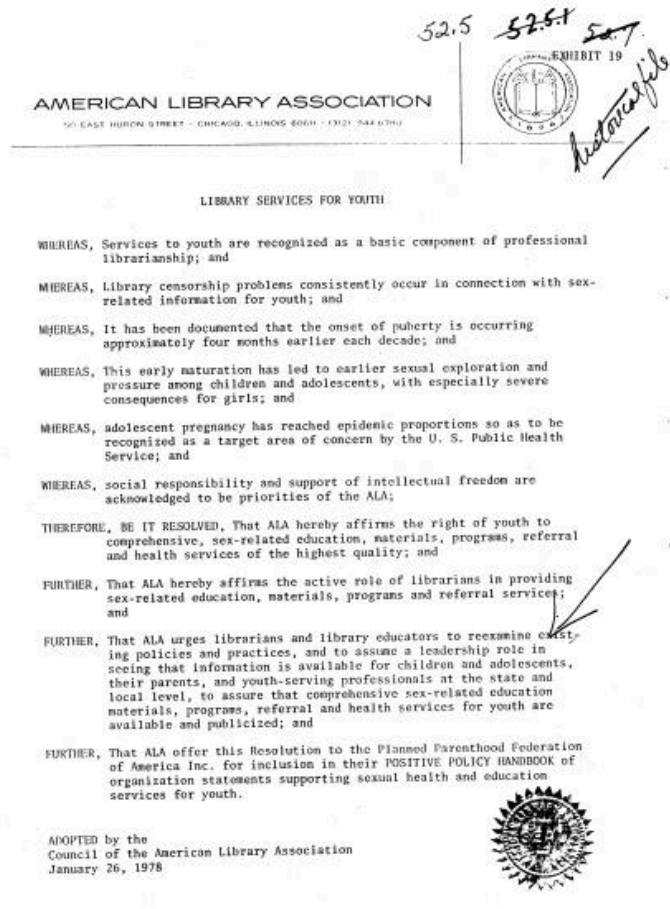 52.5 52.5.1 52.7
EXHIBIT 19
historical file
AMERICAN LIBRARY ASSOCIATION
50 EAST HURON STREET - CHICAGO, ILLINOIS 60611 - (312) 944-6780
LIBRARY SERVICES FOR YOUTH
WHEREAS, Services to youth are recognized as a basic component of professional
librarianship; and
WHEREAS, Library censorship problems consistently occur in connection with sex-
related information for youth; and
WHEREAS, It has been documented that the onset of puberty is occurring
approximately four months earlier each decade; and
WHEREAS, This early maturation has led to earlier sexual exploration and
pressure among children and adolescents, with especially severe
consequences for girls; and
WHEREAS, adolescent pregnancy has reached epidemic proportions so as to be
recognized as a target area of concern by the U. S. Public Health
Service; and
WHEREAS, social responsibility and support of intellectual freedom are
acknowledged to be priorities of the ALA;
THEREFORE, BE IT RESOLVED, That ALA hereby affirms the right of youth to
comprehensive, sex-related education, materials, programs, referral
and health services of the highest quality; and
FURTHER, That ALA hereby affirms the active role of librarians in providing
sex-related education, materials, programs and referral services;
and
FURTHER, That ALA urges librarians and library educators to reexamine exist-
ing policies and practices, and to assume a leadership role in
seeing that information is available for children and adolescents,
their parents, and youth-serving professionals at the state and
local level, to assure that comprehensive sex-related education
materials, programs, referral and health services for youth are
available and publicized; and
FURTHER, That ALA offer this Resolution to the Planned Parenthood Federation
of America Inc. for inclusion in their POSITIVE POLICY HANDBOOK of
organization statements supporting sexual health and education
services for youth.
ADOPTED by the
Council of the American Library Association
January 26, 1978